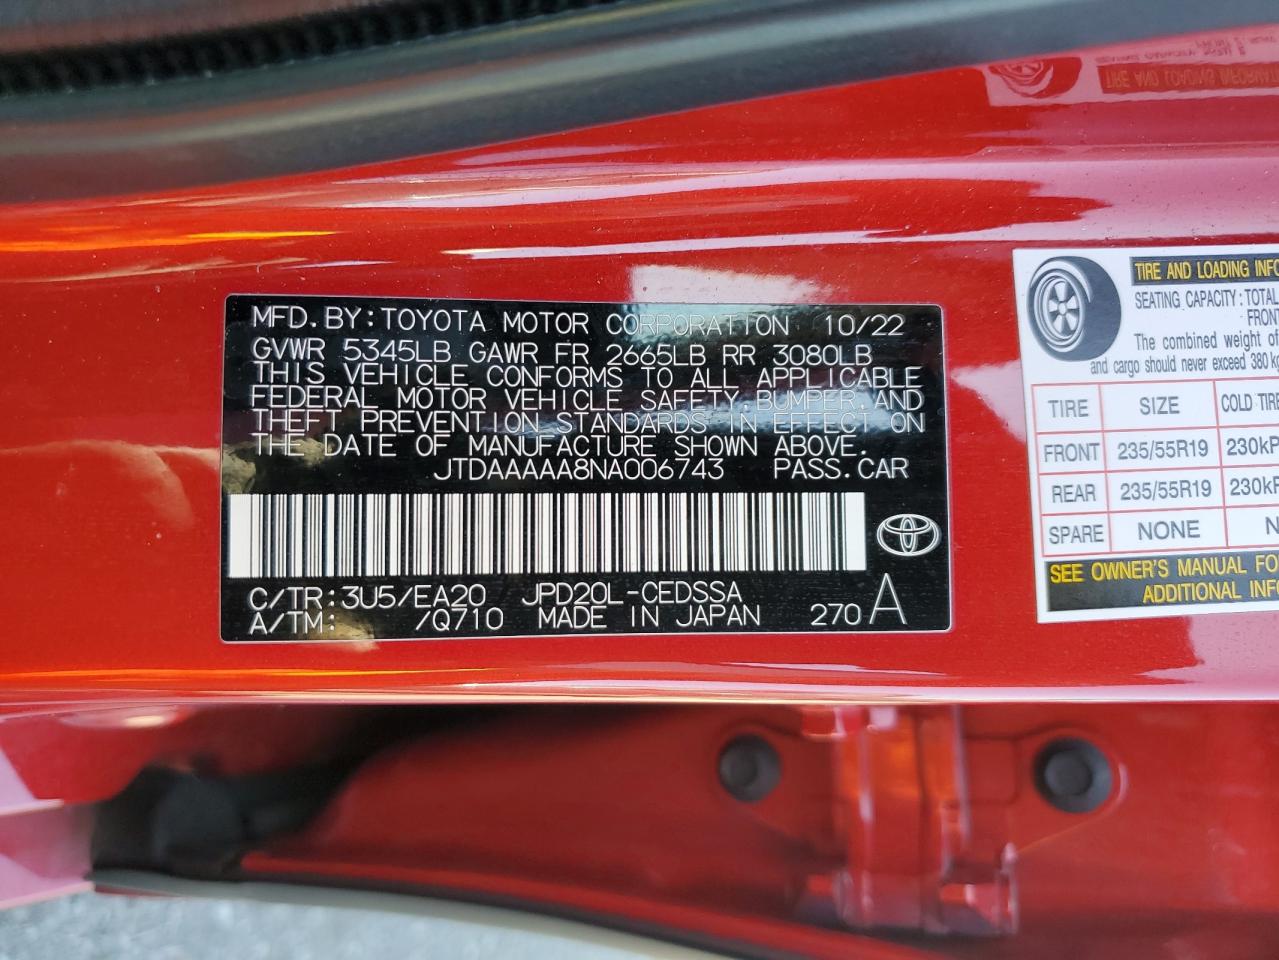 MFD.BY:TOYOTA MOTOR CORPORATION 10/22
GVWR 5345LB GAWR FR 2665LB RR 3080LB
THIS VEHICLE CONFORMS TO ALL APPLICABLE
FEDERAL MOTOR VEHICLE SAFETY,BUMPER,AND
THEFT PREVENTION STANDARDS IN EFFECT ON
THE DATE OF MANUFACTURE SHOWN ABOVE.
JTDAAAAA8NA006743 PASS.CAR
C/TR:3U5/EA20 JPD20L-CEDSSA
A/TM: /Q710 MADE IN JAPAN 270 A
TIRE AND LOADING INFO
SEATING CAPACITY : TOTAL
FRONT
The combined weight of
and cargo should never exceed 380 kg
TIRE SIZE COLD TIRE
FRONT 235/55R19 230kP
REAR 235/55R19 230kP
SPARE NONE N
SEE OWNER'S MANUAL FO
ADDITIONAL INFO